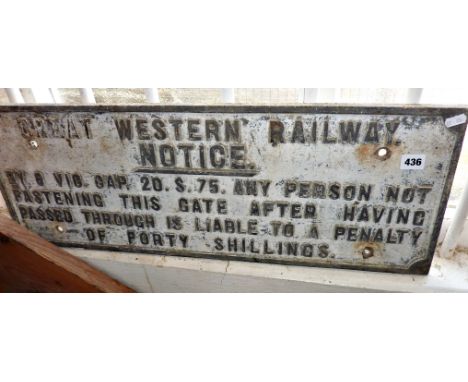 GREAT WESTERN RAILWAY.
NOTICE.
BY 8 VIC. CAP. 20. S. 75. ANY PERSON NOT
FASTENING THIS GATE AFTER HAVING
PASSED THROUGH IS LIABLE TO A PENALTY
OF FORTY SHILLINGS.
436